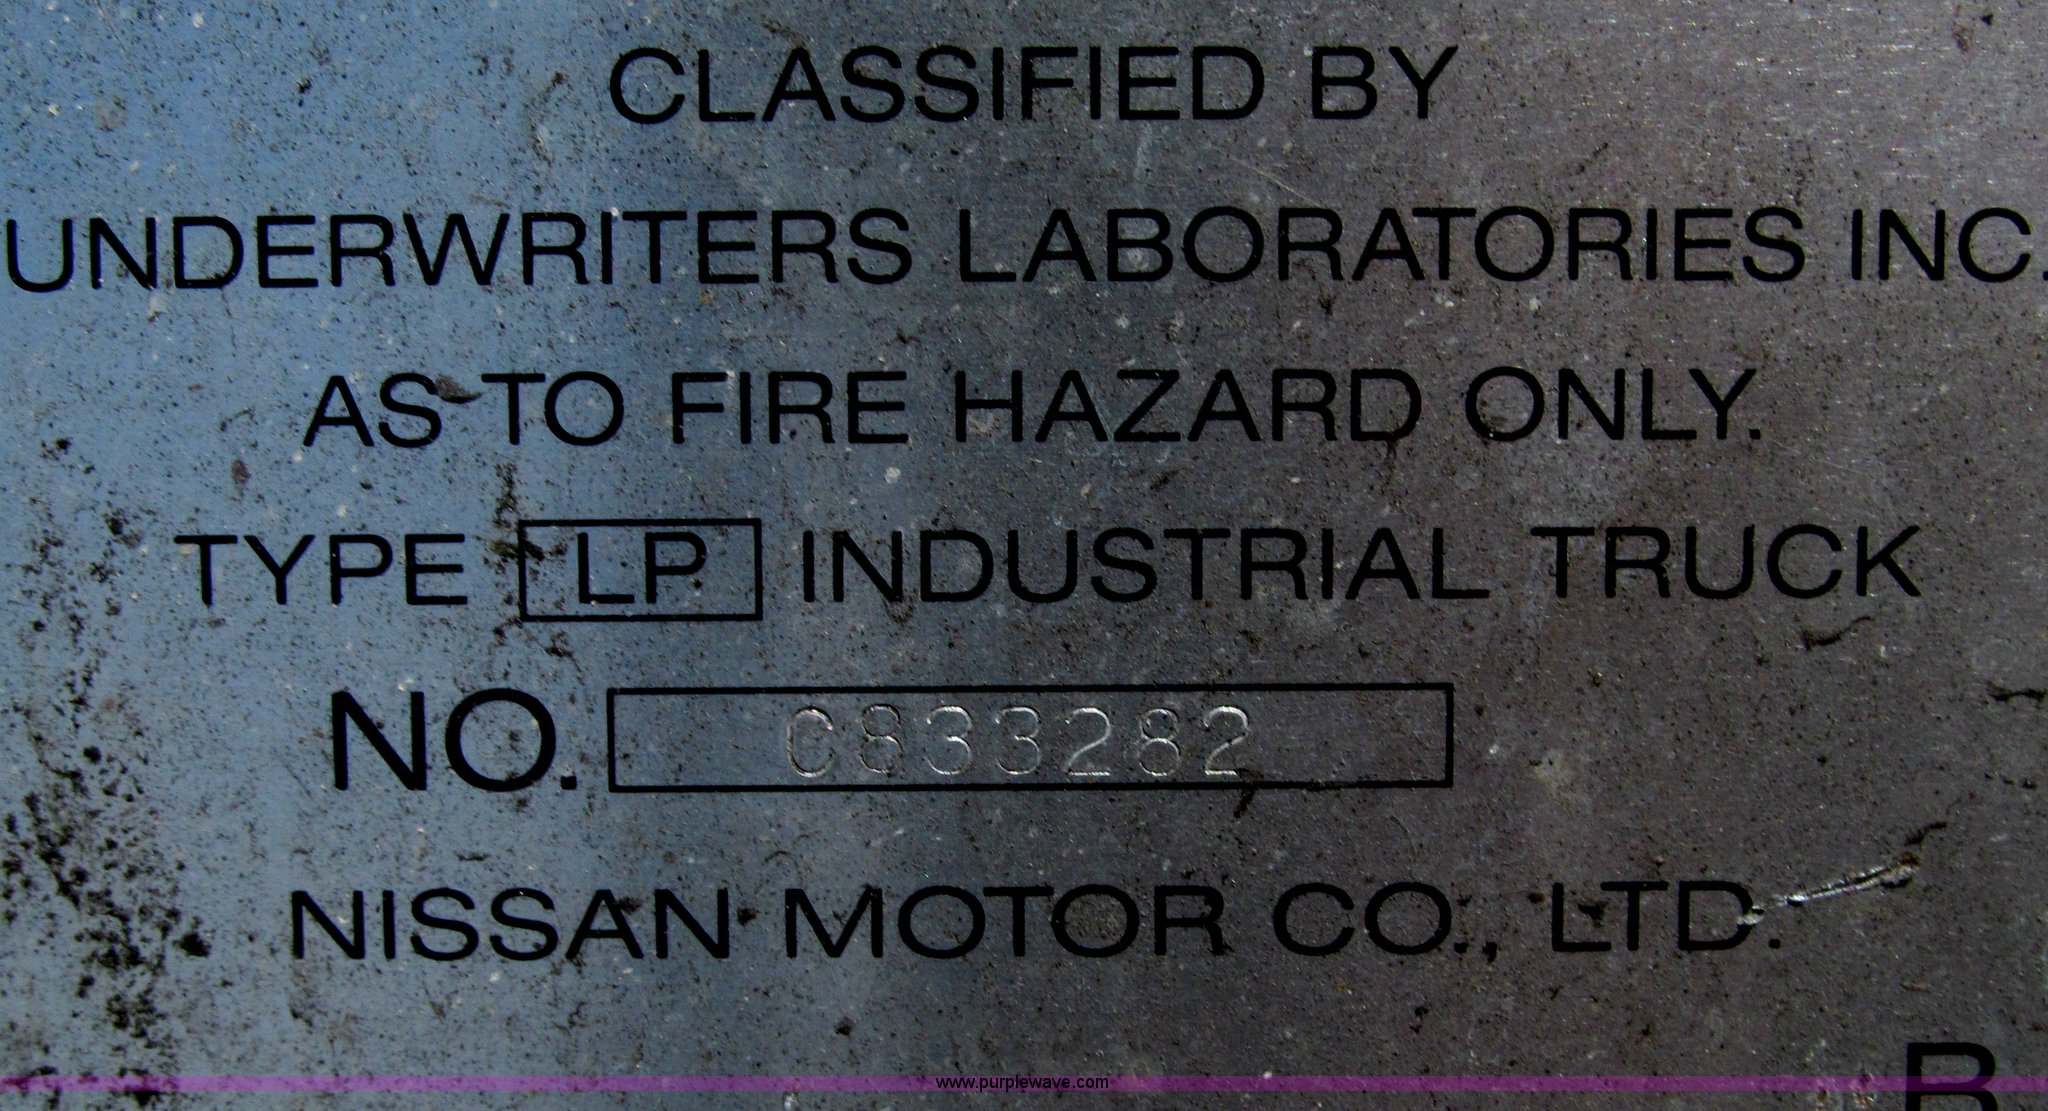 CLASSIFIED BY
UNDERWRITERS LABORATORIES INC.
AS TO FIRE HAZARD ONLY.
TYPE LP INDUSTRIAL TRUCK
NO. C833282
NISSAN MOTOR CO., LTD.
www.purplewave.com